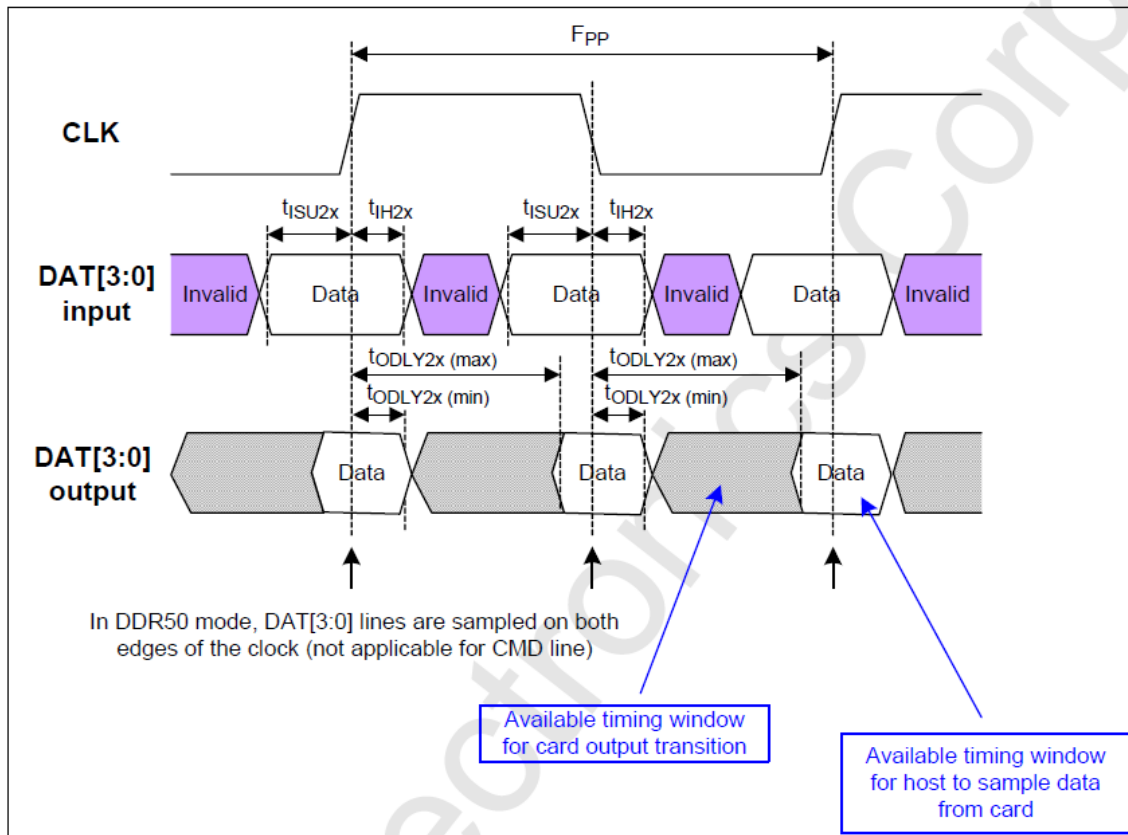 FPP
CLK
tISU2x tIH2x tISU2x tIH2x
DAT[3:0]
input
Invalid Data Invalid Data Invalid Data Invalid
tODLY2x (max) tODLY2x (max)
tODLY2x (min) tODLY2x (min)
DAT[3:0]
output
Data Data Data
In DDR50 mode, DAT[3:0] lines are sampled on both
edges of the clock (not applicable for CMD line)
Available timing window
for card output transition
Available timing window
for host to sample data
from card
ectronics Corp